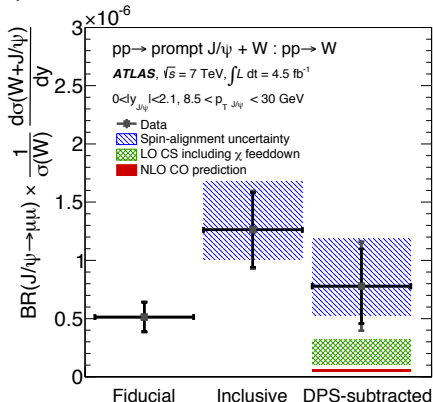 ×10⁻⁶
3
pp→ prompt J/ψ + W : pp→ W
ATLAS, √s = 7 TeV, ∫L dt = 4.5 fb⁻¹
0<|y_{J/ψ}|<2.1, 8.5 < p_{T J/ψ} < 30 GeV
Data
Spin-alignment uncertainty
LO CS including χ feeddown
NLO CO prediction
2.5
2
1.5
1
0.5
0
BR(J/ψ→μμ) × 1/σ(W) dσ(W+J/ψ)/dy
Fiducial Inclusive DPS-subtracted